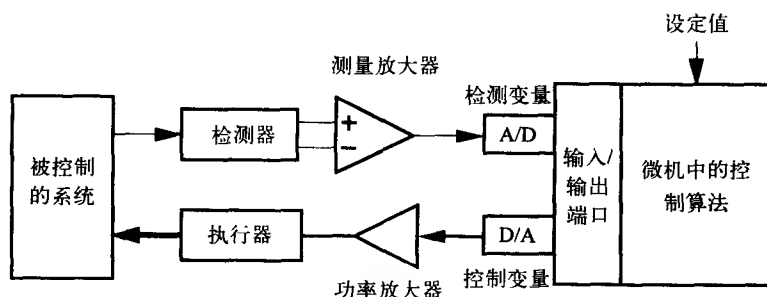 设定值
测量放大器
检测变量
检测器
+
−
A/D
被控制
的系统
输入/
输出
端口
微机中的控
制算法
执行器
D/A
功率放大器
控制变量